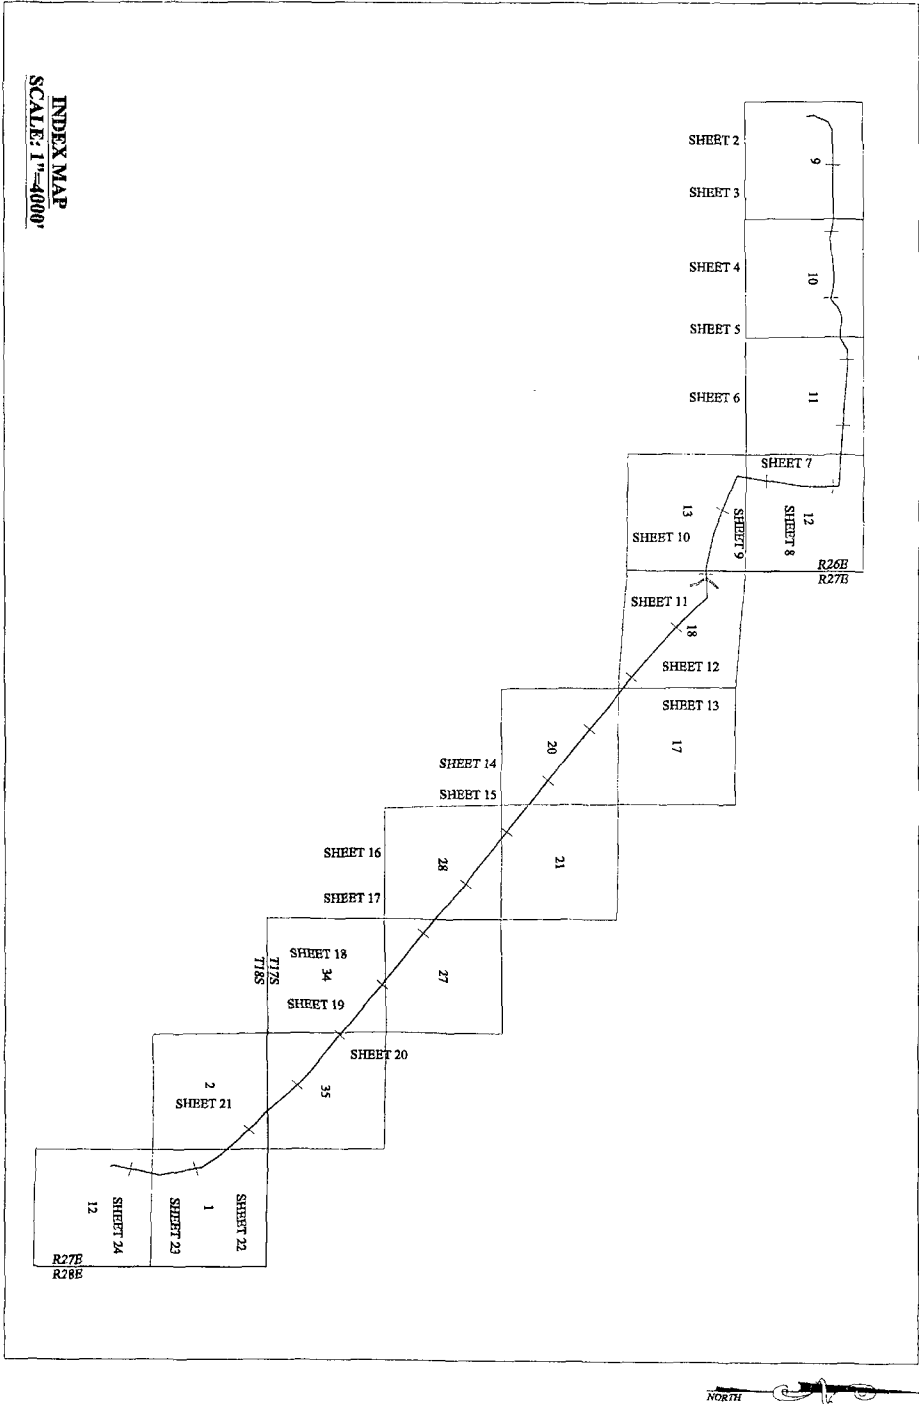 INDEX MAP
SCALE: 1"=4000'
SHEET 2
9
SHEET 3
SHEET 4
10
SHEET 5
SHEET 6
11
SHEET 7
12
SHEET 8
SHEET 9
13
SHEET 10
R26E
R27E
SHEET 11
18
SHEET 12
SHEET 13
17
20
SHEET 14
SHEET 15
21
28
SHEET 16
SHEET 17
SHEET 18
34
27
T17S
T18S
SHEET 19
SHEET 20
35
2
SHEET 21
SHEET 22
1
SHEET 23
SHEET 24
12
R27E
R28E
NORTH